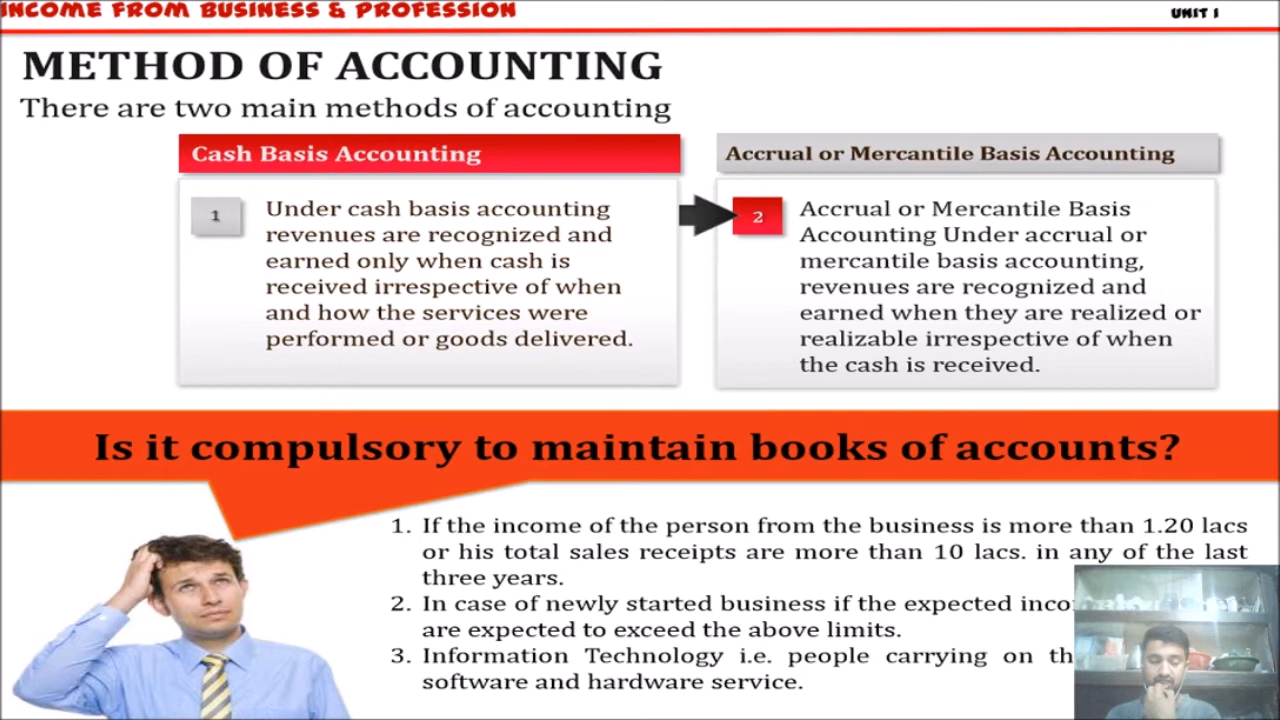 INCOME FROM BUSINESS & PROFESSION
UNIT 1
METHOD OF ACCOUNTING
There are two main methods of accounting
Cash Basis Accounting
1
Under cash basis accounting
revenues are recognized and
earned only when cash is
received irrespective of when
and how the services were
performed or goods delivered.
Accrual or Mercantile Basis Accounting
2
Accrual or Mercantile Basis
Accounting Under accrual or
mercantile basis accounting,
revenues are recognized and
earned when they are realized or
realizable irrespective of when
the cash is received.
Is it compulsory to maintain books of accounts?
1. If the income of the person from the business is more than 1.20 lacs
or his total sales receipts are more than 10 lacs. in any of the last
three years.
2. In case of newly started business if the expected
are expected to exceed the above limits.
3. Information Technology i.e. people carrying on
software and hardware service.